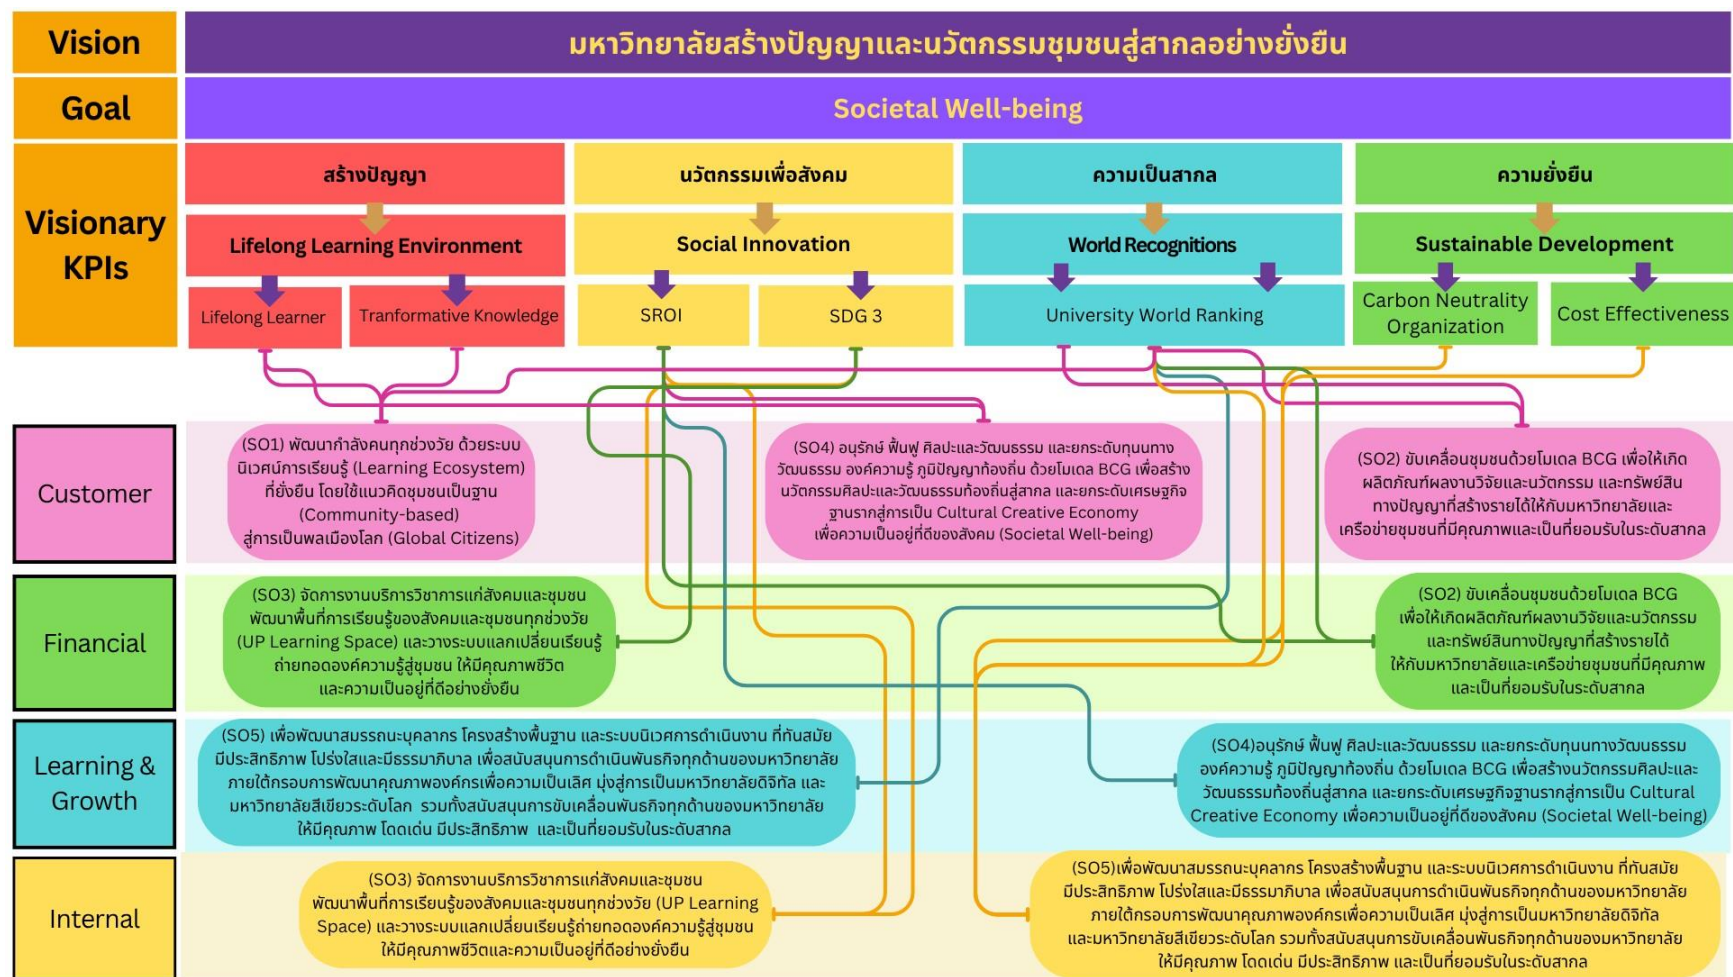 Vision
มหาวิทยาลัยสร้างปัญญาและนวัตกรรมชุมชนสู่สากลอย่างยั่งยืน
Goal
Societal Well-being
Visionary
KPIs
สร้างปัญญา
นวัตกรรมเพื่อสังคม
ความเป็นสากล
ความยั่งยืน
Lifelong Learning Environment
Social Innovation
World Recognitions
Sustainable Development
Lifelong Learner
Tranformative Knowledge
SROI
SDG 3
University World Ranking
Carbon Neutrality
Organization
Cost Effectiveness
Customer
(SO1) พัฒนากำลังคนทุกช่วงวัย ด้วยระบบ
นิเวศน์การเรียนรู้ (Learning Ecosystem)
ที่ยั่งยืน โดยใช้แนวคิดชุมชนเป็นฐาน
(Community-based)
สู่การเป็นพลเมืองโลก (Global Citizens)
(SO4) อนุรักษ์ ฟื้นฟู ศิลปะและวัฒนธรรม และยกระดับทุนทาง
วัฒนธรรม องค์ความรู้ ภูมิปัญญาท้องถิ่น ด้วยโมเดล BCG เพื่อสร้าง
นวัตกรรมศิลปะและวัฒนธรรมท้องถิ่นสู่สากล และยกระดับเศรษฐกิจ
ฐานรากสู่การเป็น Cultural Creative Economy
เพื่อความเป็นอยู่ที่ดีของสังคม (Societal Well-being)
(SO2) ขับเคลื่อนชุมชนด้วยโมเดล BCG เพื่อให้เกิด
ผลิตภัณฑ์ผลงานวิจัยและนวัตกรรม และทรัพย์สิน
ทางปัญญาที่สร้างรายได้ให้กับมหาวิทยาลัยและ
เครือข่ายชุมชนที่มีคุณภาพและเป็นที่ยอมรับในระดับสากล
Financial
(SO3) จัดการงานบริการวิชาการแก่สังคมและชุมชน
พัฒนาพื้นที่การเรียนรู้ของสังคมและชุมชนทุกช่วงวัย
(UP Learning Space) และวางระบบแลกเปลี่ยนเรียนรู้
ถ่ายทอดองค์ความรู้สู่ชุมชน ให้มีคุณภาพชีวิต
และความเป็นอยู่ที่ดีอย่างยั่งยืน
(SO2) ขับเคลื่อนชุมชนด้วยโมเดล BCG
เพื่อให้เกิดผลิตภัณฑ์ผลงานวิจัยและนวัตกรรม
และทรัพย์สินทางปัญญาที่สร้างรายได้
ให้กับมหาวิทยาลัยและเครือข่ายชุมชนที่มีคุณภาพ
และเป็นที่ยอมรับในระดับสากล
Learning &
Growth
(SO5) เพื่อพัฒนาสมรรถนะบุคลากร โครงสร้างพื้นฐาน และระบบนิเวศการดำเนินงาน ที่ทันสมัย
มีประสิทธิภาพ โปร่งใสและมีธรรมาภิบาล เพื่อสนับสนุนการดำเนินพันธกิจทุกด้านของมหาวิทยาลัย
ภายใต้กรอบการพัฒนาคุณภาพองค์กรเพื่อความเป็นเลิศ มุ่งสู่การเป็นมหาวิทยาลัยดิจิทัล และ
มหาวิทยาลัยสีเขียวระดับโลก รวมทั้งสนับสนุนการขับเคลื่อนพันธกิจทุกด้านของมหาวิทยาลัย
ให้มีคุณภาพ โดดเด่น มีประสิทธิภาพ และเป็นที่ยอมรับในระดับสากล
(SO4)อนุรักษ์ ฟื้นฟู ศิลปะและวัฒนธรรม และยกระดับทุนทางวัฒนธรรม
องค์ความรู้ ภูมิปัญญาท้องถิ่น ด้วยโมเดล BCG เพื่อสร้างนวัตกรรมศิลปะและ
วัฒนธรรมท้องถิ่นสู่สากล และยกระดับเศรษฐกิจฐานรากสู่การเป็น Cultural
Creative Economy เพื่อความเป็นอยู่ที่ดีของสังคม (Societal Well-being)
Internal
(SO3) จัดการงานบริการวิชาการแก่สังคมและชุมชน
พัฒนาพื้นที่การเรียนรู้ของสังคมและชุมชนทุกช่วงวัย (UP Learning
Space) และวางระบบแลกเปลี่ยนเรียนรู้ถ่ายทอดองค์ความรู้สู่ชุมชน
ให้มีคุณภาพชีวิตและความเป็นอยู่ที่ดีอย่างยั่งยืน
(SO5)เพื่อพัฒนาสมรรถนะบุคลากร โครงสร้างพื้นฐาน และระบบนิเวศการดำเนินงาน ที่ทันสมัย
มีประสิทธิภาพ โปร่งใสและมีธรรมาภิบาล เพื่อสนับสนุนการดำเนินพันธกิจทุกด้านของมหาวิทยาลัย
ภายใต้กรอบการพัฒนาคุณภาพองค์กรเพื่อความเป็นเลิศ มุ่งสู่การเป็นมหาวิทยาลัยดิจิทัล
และมหาวิทยาลัยสีเขียวระดับโลก รวมทั้งสนับสนุนการขับเคลื่อนพันธกิจทุกด้านของมหาวิทยาลัย
ให้มีคุณภาพ โดดเด่น มีประสิทธิภาพ และเป็นที่ยอมรับในระดับสากล